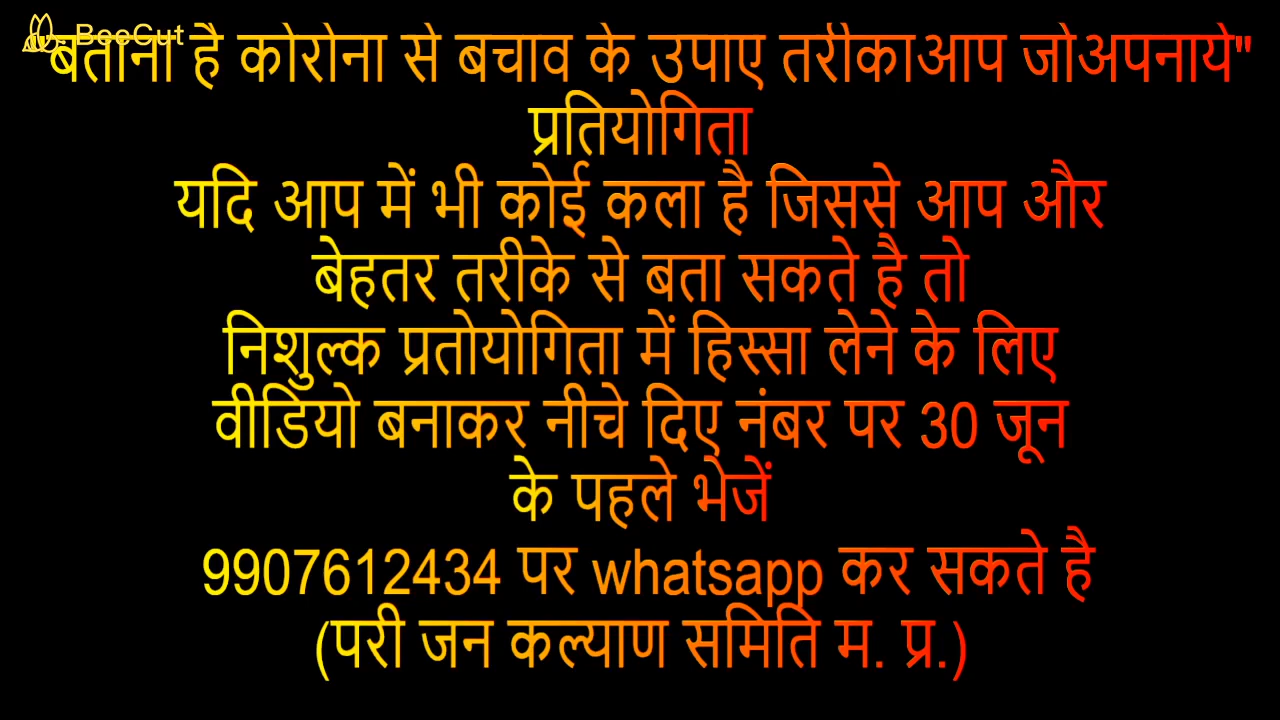 BeeCut
"बताना है कोरोना से बचाव के उपाए तरीकाआप जोअपनाये"
प्रतियोगिता
यदि आप में भी कोई कला है जिससे आप और
बेहतर तरीके से बता सकते है तो
निशुल्क प्रतोयोगिता में हिस्सा लेने के लिए
वीडियो बनाकर नीचे दिए नंबर पर 30 जून
के पहले भेजें
9907612434 पर whatsapp कर सकते है
(परी जन कल्याण समिति म. प्र.)